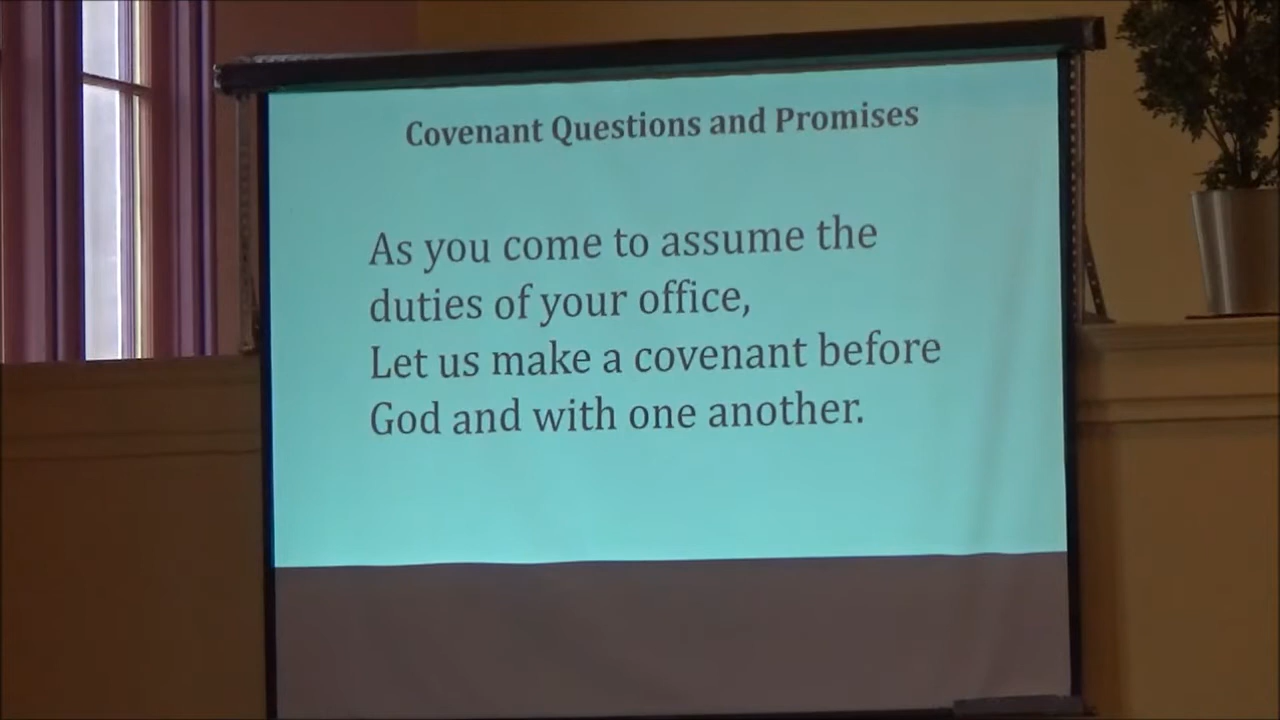 Covenant Questions and Promises
As you come to assume the
duties of your office,
Let us make a covenant before
God and with one another.